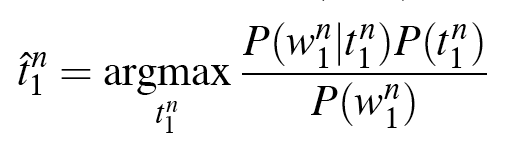 t̂₁ⁿ = argmax P(w₁ⁿ|t₁ⁿ)P(t₁ⁿ)
t₁ⁿ P(w₁ⁿ)